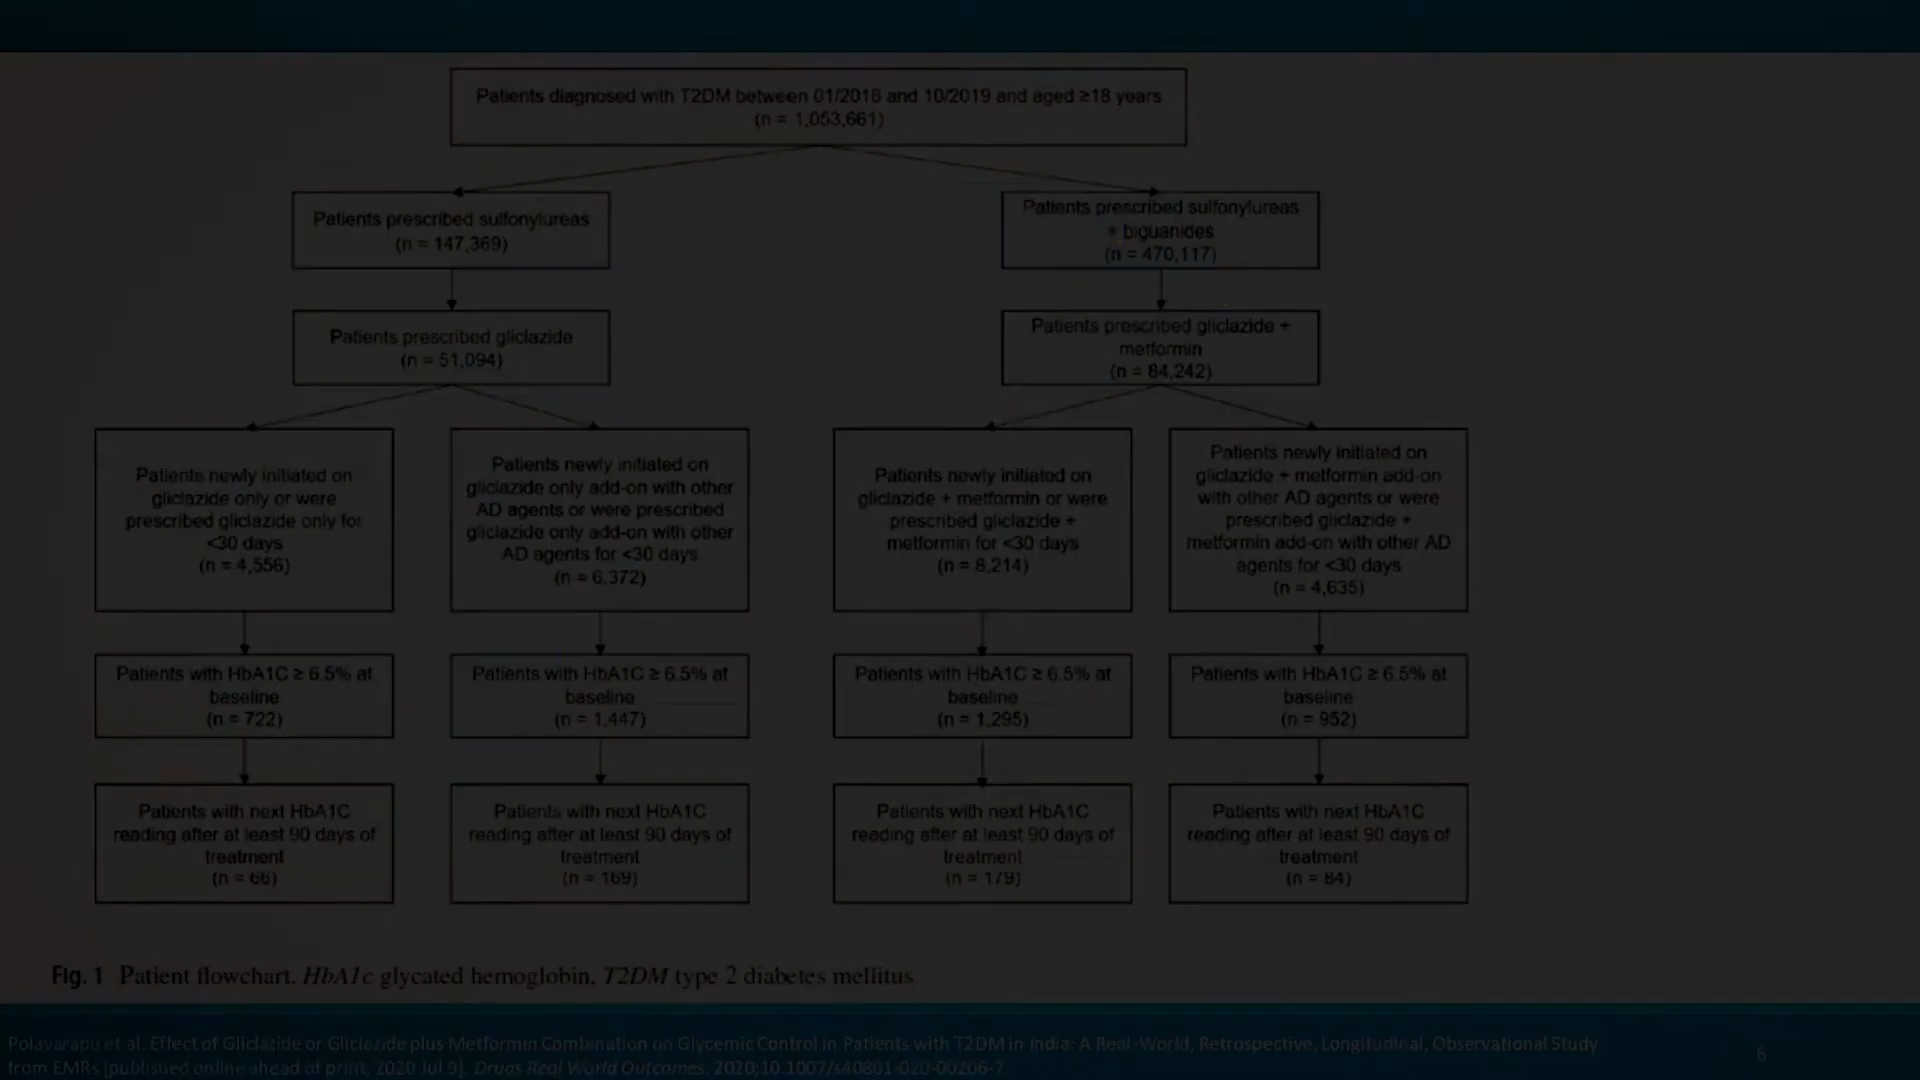 Patients diagnosed with T2DM between 01/2016 and 10/2019 and aged ≥18 years
(n = 1,053,661)
Patients prescribed sulfonylureas
(n = 147,369)
Patients prescribed sulfonylureas
+ biguanides
(n = 470,117)
Patients prescribed gliclazide
(n = 51,094)
Patients prescribed gliclazide +
metformin
(n = 84,242)
Patients newly initiated on
gliclazide only or were
prescribed gliclazide only for
<30 days
(n = 4,556)
Patients newly initiated on
gliclazide only add-on with other
AD agents or were prescribed
gliclazide only add-on with other
AD agents for <30 days
(n = 6,372)
Patients newly initiated on
gliclazide + metformin or were
prescribed gliclazide +
metformin for <30 days
(n = 8,214)
Patients newly initiated on
gliclazide + metformin add-on
with other AD agents or were
prescribed gliclazide +
metformin add-on with other AD
agents for <30 days
(n = 4,635)
Patients with HbA1C ≥ 6.5% at
baseline
(n = 722)
Patients with HbA1C ≥ 6.5% at
baseline
(n = 1,447)
Patients with HbA1C ≥ 6.5% at
baseline
(n = 1,295)
Patients with HbA1C ≥ 6.5% at
baseline
(n = 952)
Patients with next HbA1C
reading after at least 90 days of
treatment
(n = 66)
Patients with next HbA1C
reading after at least 90 days of
treatment
(n = 169)
Patients with next HbA1C
reading after at least 90 days of
treatment
(n = 179)
Patients with next HbA1C
reading after at least 90 days of
treatment
(n = 84)
Fig. 1 Patient flowchart. HbA1c glycated hemoglobin, T2DM type 2 diabetes mellitus
Polavarapu et al. Effect of Gliclazide or Gliclazide plus Metformin Combination on Glycemic Control in Patients with T2DM in India: A Real-World, Retrospective, Longitudinal, Observational Study
from EMRs [published online ahead of print, 2020 Jul 9]. Drugs Real World Outcomes. 2020;10.1007/s40801-020-00206-7
6